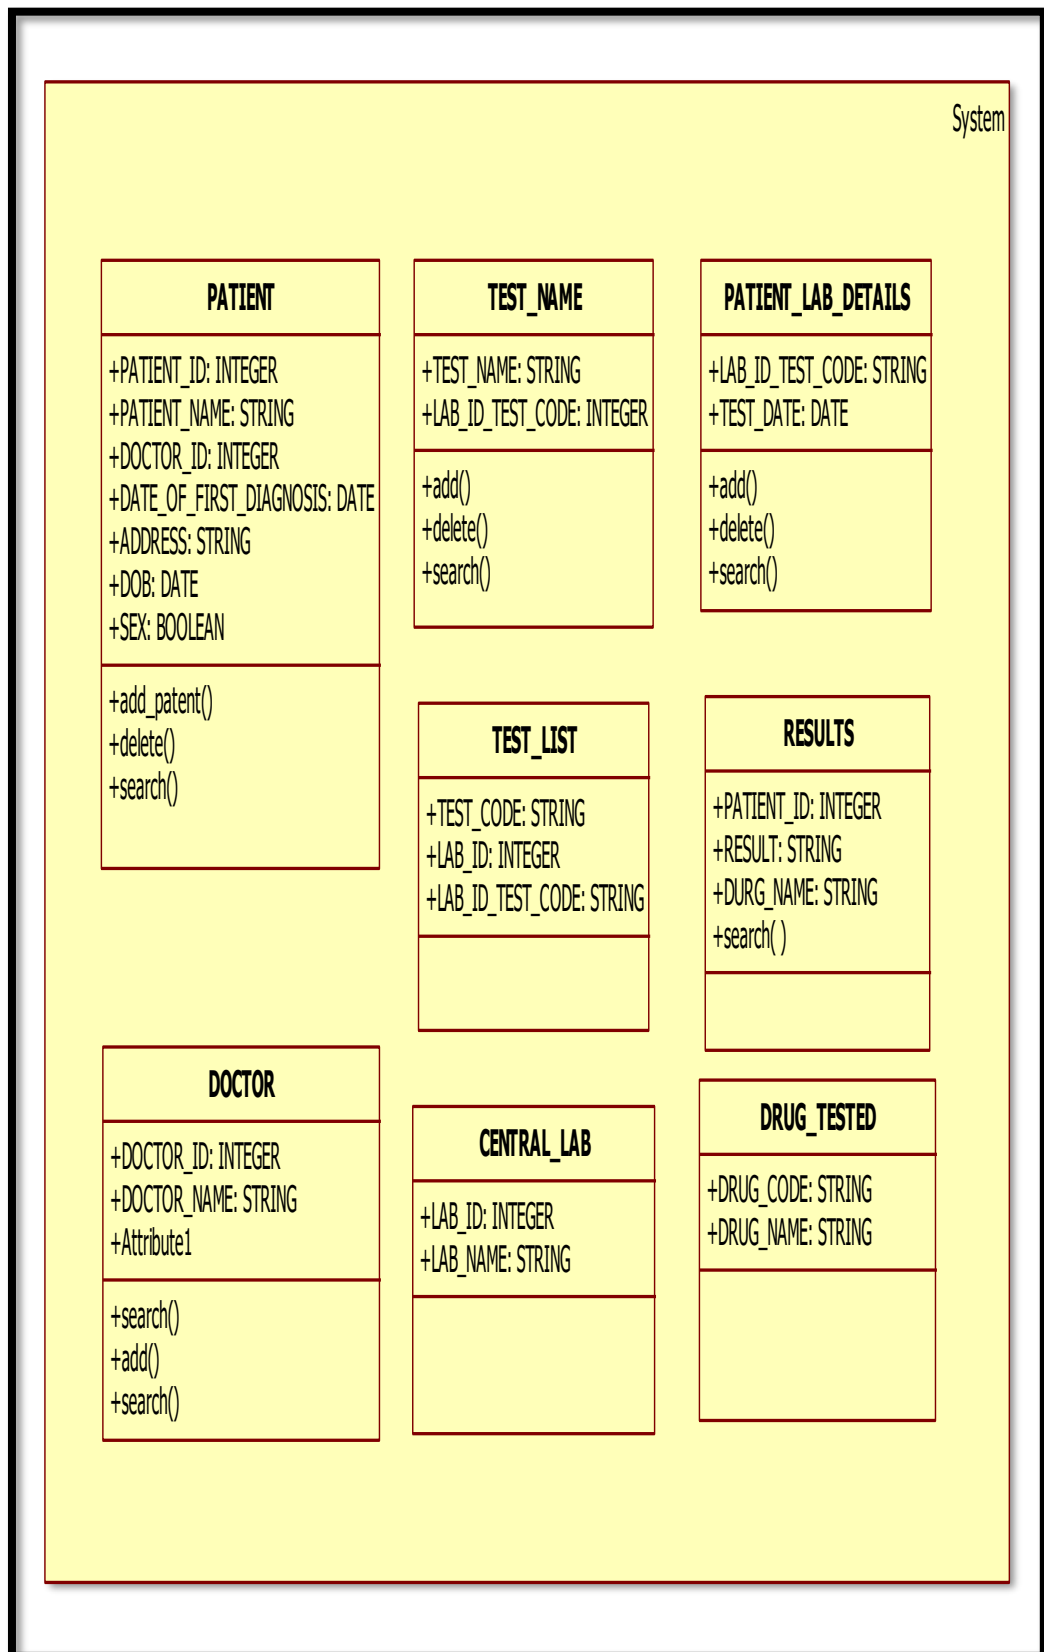 System
PATIENT
+PATIENT_ID: INTEGER
+PATIENT_NAME: STRING
+DOCTOR_ID: INTEGER
+DATE_OF_FIRST_DIAGNOSIS: DATE
+ADDRESS: STRING
+DOB: DATE
+SEX: BOOLEAN
+add_patent()
+delete()
+search()
TEST_NAME
+TEST_NAME: STRING
+LAB_ID_TEST_CODE: INTEGER
+add()
+delete()
+search()
PATIENT_LAB_DETAILS
+LAB_ID_TEST_CODE: STRING
+TEST_DATE: DATE
+add()
+delete()
+search()
TEST_LIST
+TEST_CODE: STRING
+LAB_ID: INTEGER
+LAB_ID_TEST_CODE: STRING
RESULTS
+PATIENT_ID: INTEGER
+RESULT: STRING
+DURG_NAME: STRING
+search( )
DOCTOR
+DOCTOR_ID: INTEGER
+DOCTOR_NAME: STRING
+Attribute1
+search()
+add()
+search()
CENTRAL_LAB
+LAB_ID: INTEGER
+LAB_NAME: STRING
DRUG_TESTED
+DRUG_CODE: STRING
+DRUG_NAME: STRING